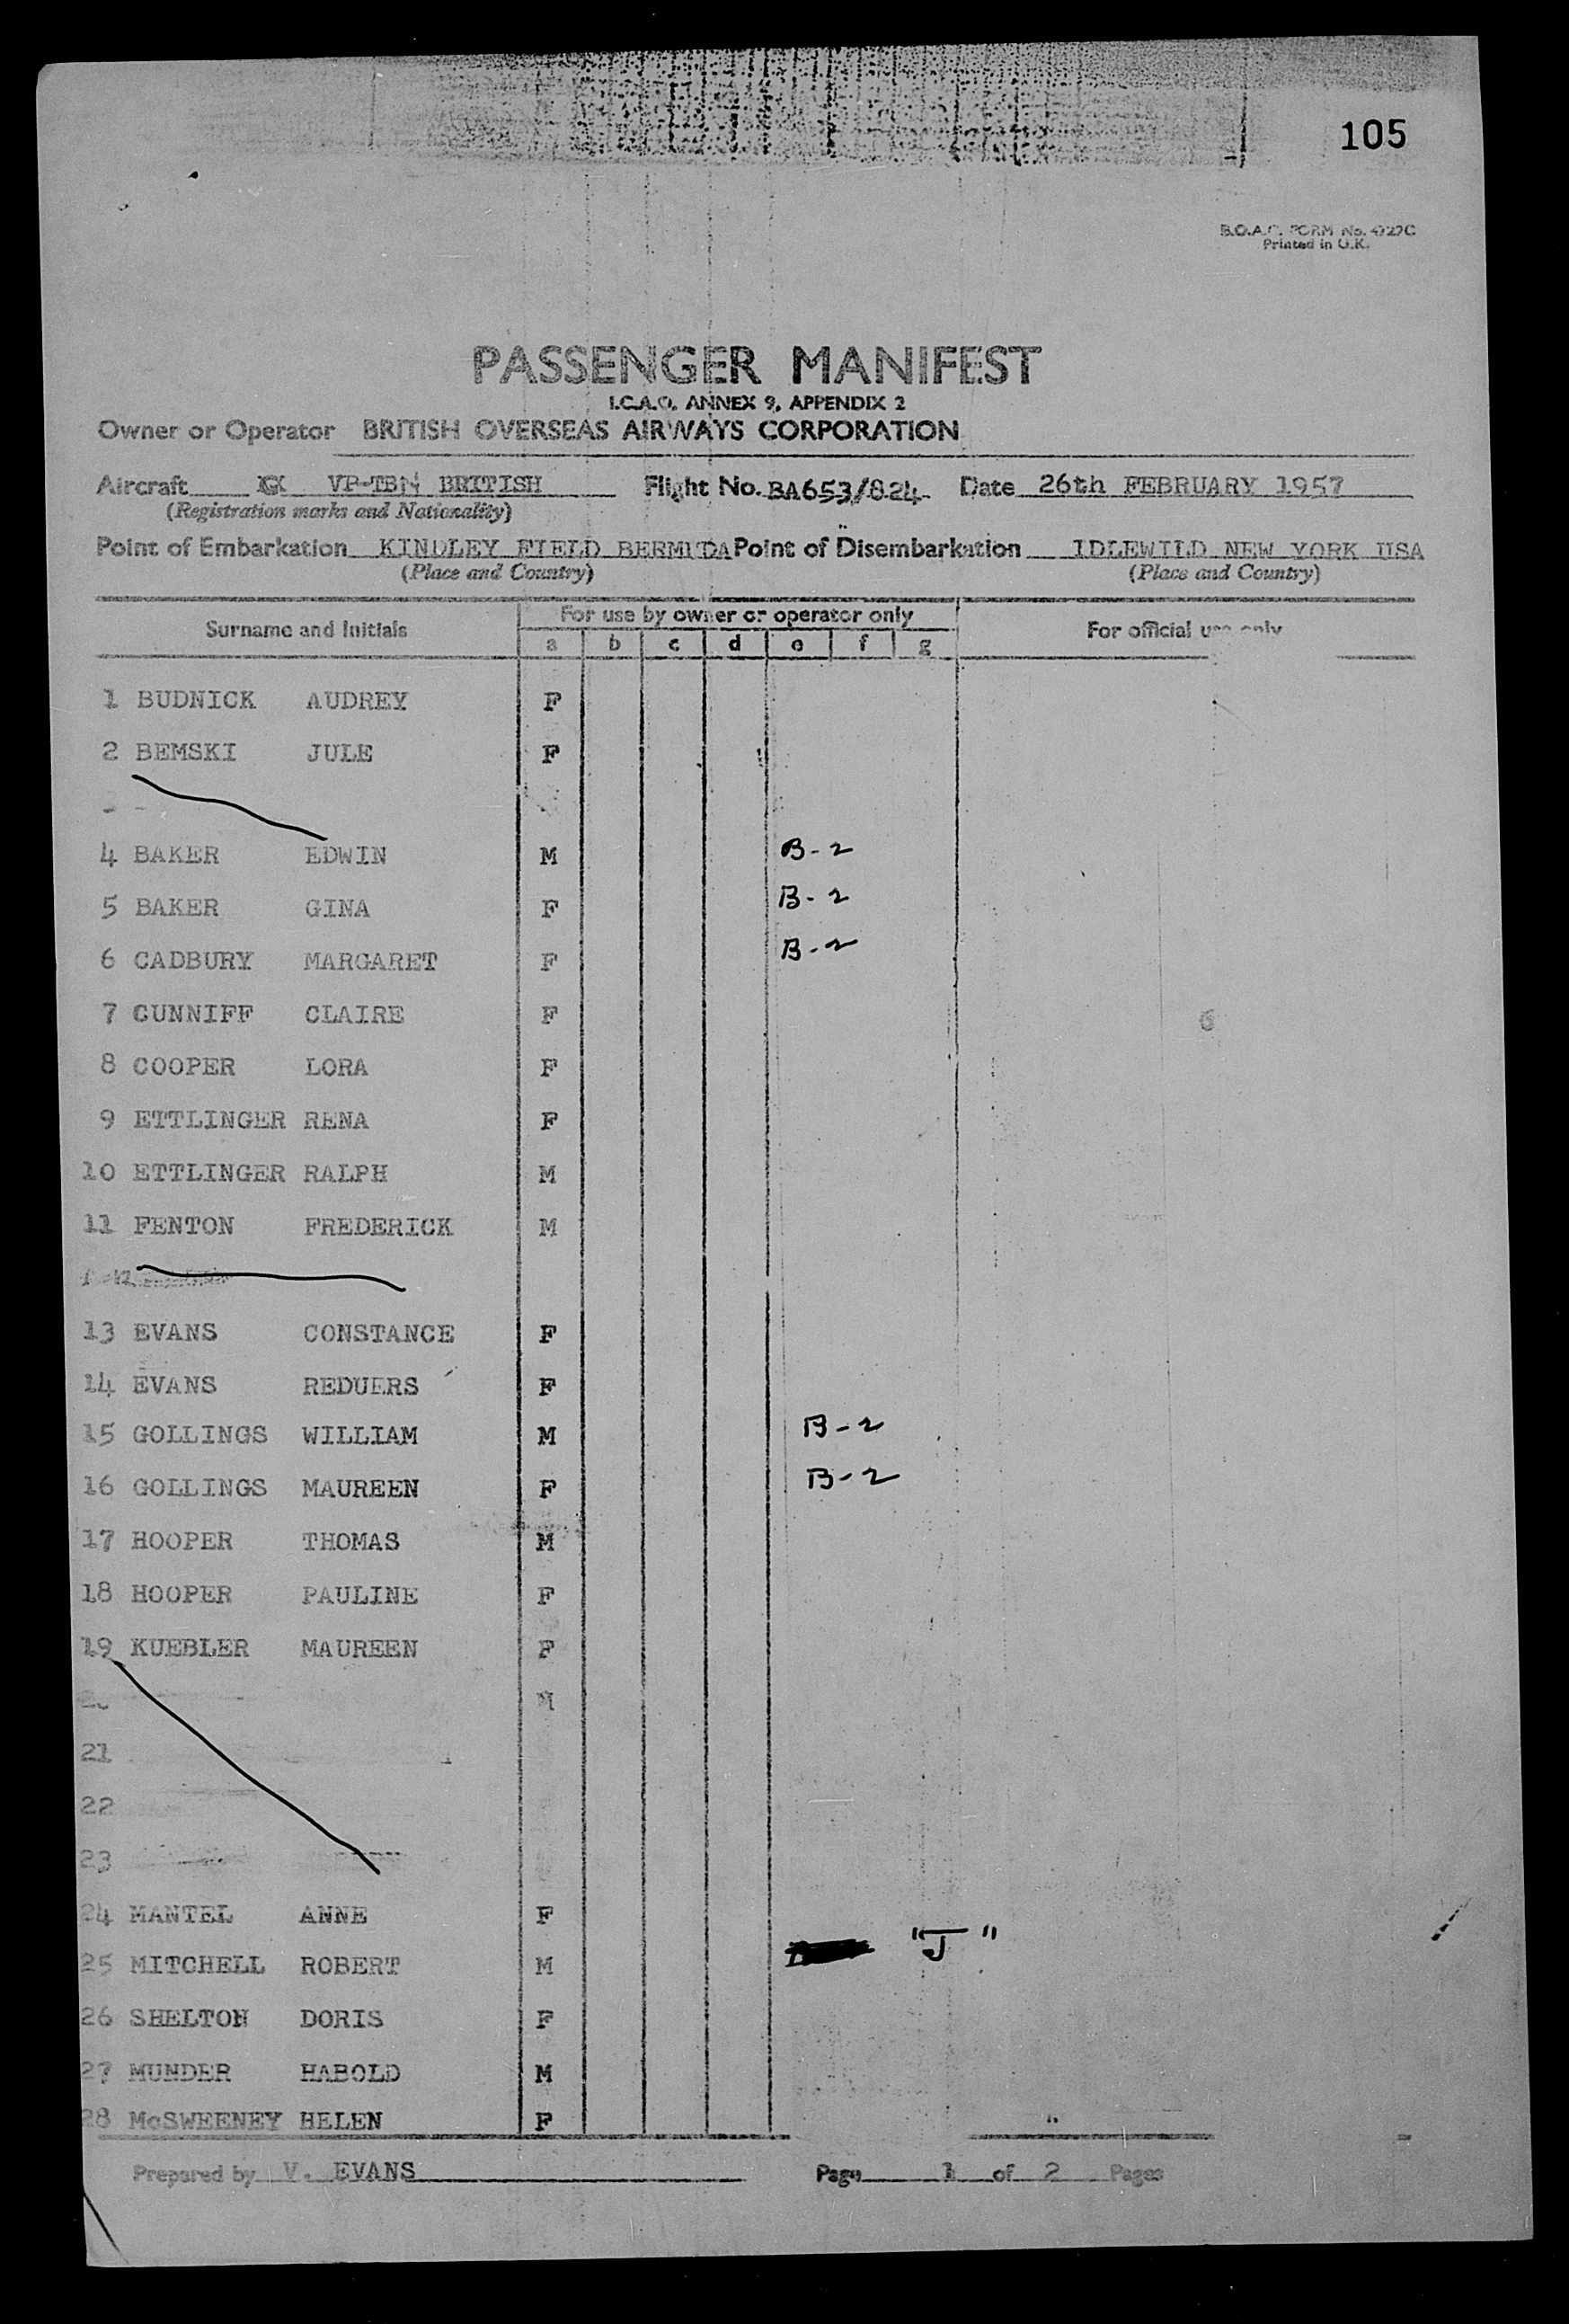 105
B.O.A.C. FORM No. 4727C
Printed in U.K.
PASSENGER MANIFEST
I.C.A.O. ANNEX 9, APPENDIX 2
Owner or Operator BRITISH OVERSEAS AIRWAYS CORPORATION
Aircraft VP-TBN BRITISH Flight No. BA653/824 Date 26th FEBRUARY 1957
(Registration marks and Nationality)
Point of Embarkation KINDLEY FIELD BERMUDA Point of Disembarkation IDLEWILD NEW YORK USA
(Place and Country) (Place and Country)
Surname and Initials For use by owner or operator only For official use only
a b c d e f g
1 BUDNICK AUDREY F
2 BEMSKI JULE F
4 BAKER EDWIN M B-2
5 BAKER GINA F B-2
6 CADBURY MARGARET F B-2
7 CUNNIFF CLAIRE F 6
8 COOPER LORA F
9 ETTLINGER RENA F
10 ETTLINGER RALPH M
11 FENTON FREDERICK M
13 EVANS CONSTANCE F
14 EVANS REDUERS F
15 GOLLINGS WILLIAM M B-2
16 GOLLINGS MAUREEN F B-2
17 HOOPER THOMAS M
18 HOOPER PAULINE F
19 KUEBLER MAUREEN F
M
21
22
23
24 MANTEL ANNE F
25 MITCHELL ROBERT M "J"
26 SHELTON DORIS F
27 MUNDER HABOLD M
28 McSWEENEY HELEN F
Prepared by V. EVANS Page 1 of 2 Pages